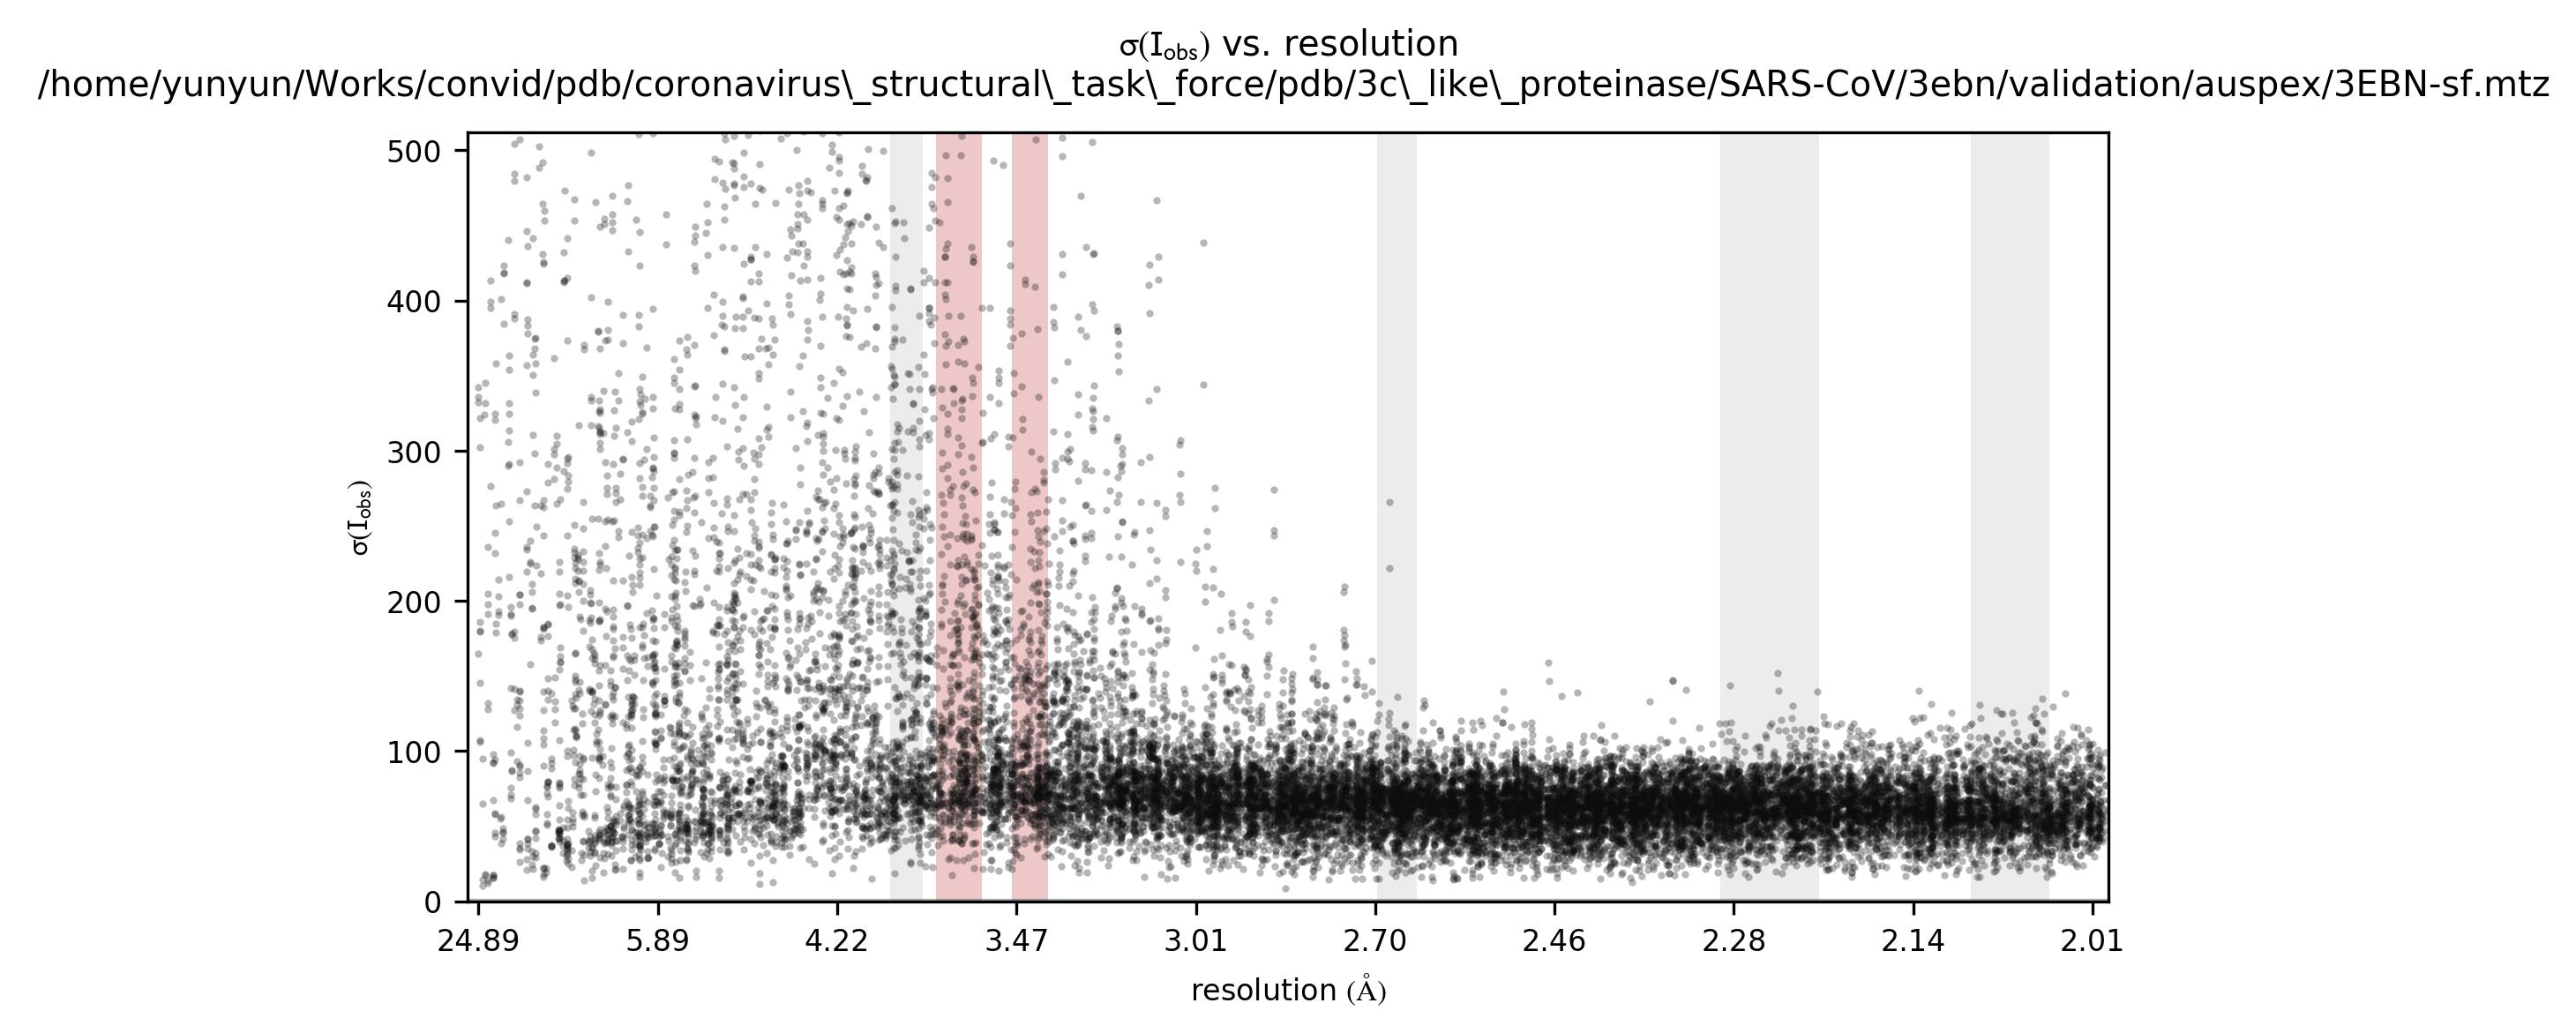 σ(I_obs) vs. resolution
/home/yunyun/Works/convid/pdb/coronavirus\_structural\_task\_force/pdb/3c\_like\_proteinase/SARS-CoV/3ebn/validation/auspex/3EBN-sf.mtz
500
400
300
200
100
0
σ(I_obs)
24.89 5.89 4.22 3.47 3.01 2.70 2.46 2.28 2.14 2.01
resolution (Å)